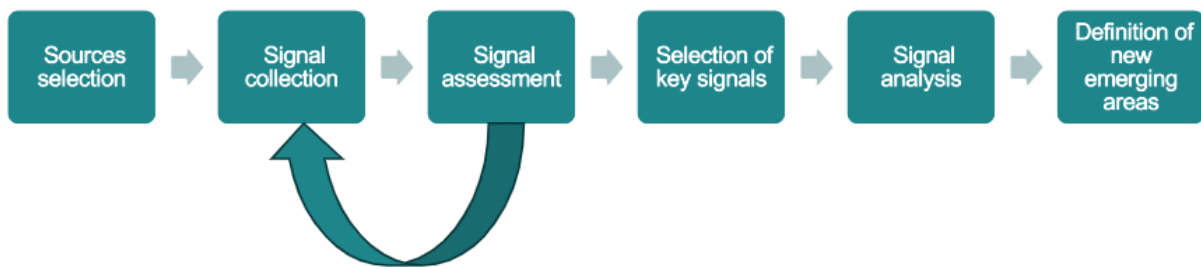 Sources
selection
Signal
collection
Signal
assessment
Selection of
key signals
Signal
analysis
Definition of
new
emerging
areas